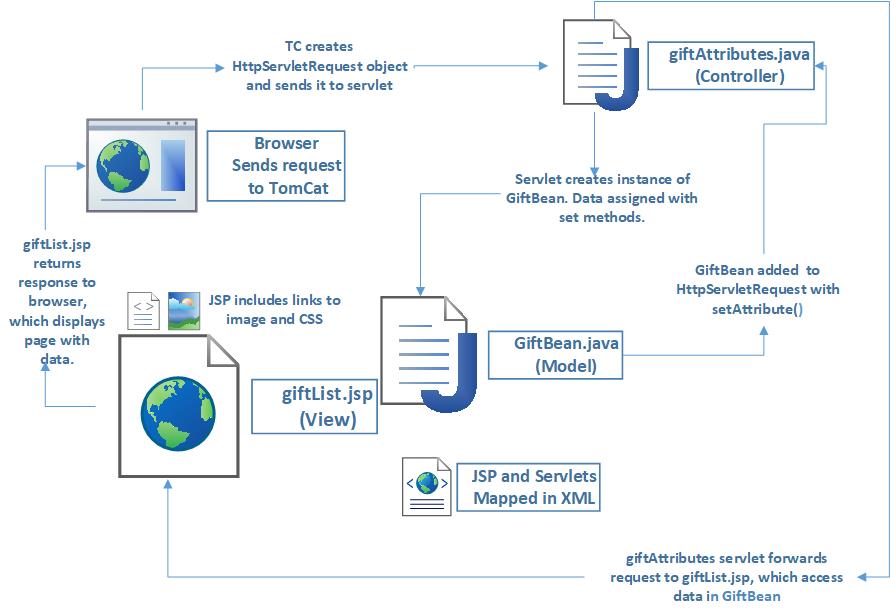 TC creates
HttpServletRequest object
and sends it to servlet
giftAttributes.java
(Controller)
Browser
Sends request
to TomCat
Servlet creates instance of
GiftBean. Data assigned with
set methods.
giftList.jsp
returns
response to
browser,
which displays
page with
data.
GiftBean added to
HttpServletRequest with
setAttribute()
JSP includes links to
image and CSS
< >
GiftBean.java
(Model)
giftList.jsp
(View)
< >
JSP and Servlets
Mapped in XML
giftAttributes servlet forwards
request to giftList.jsp, which access
data in GiftBean